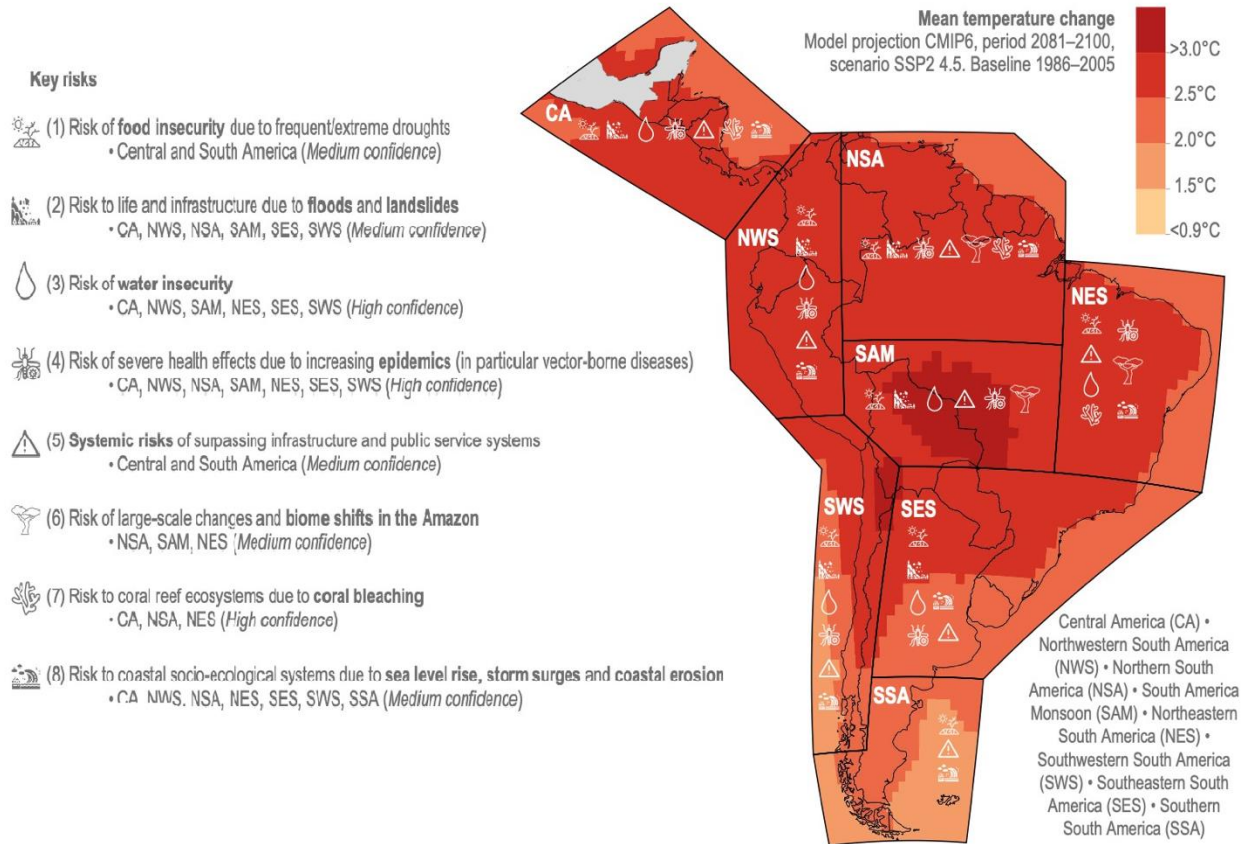 Key risks
(1) Risk of food insecurity due to frequent/extreme droughts
• Central and South America (Medium confidence)
(2) Risk to life and infrastructure due to floods and landslides
• CA, NWS, NSA, SAM, SES, SWS (Medium confidence)
(3) Risk of water insecurity
• CA, NWS, SAM, NES, SES, SWS (High confidence)
(4) Risk of severe health effects due to increasing epidemics (in particular vector-borne diseases)
• CA, NWS, NSA, SAM, NES, SES, SWS (High confidence)
(5) Systemic risks of surpassing infrastructure and public service systems
• Central and South America (Medium confidence)
(6) Risk of large-scale changes and biome shifts in the Amazon
• NSA, SAM, NES (Medium confidence)
(7) Risk to coral reef ecosystems due to coral bleaching
• CA, NSA, NES (High confidence)
(8) Risk to coastal socio-ecological systems due to sea level rise, storm surges and coastal erosion
• CA, NWS, NSA, NES, SES, SWS, SSA (Medium confidence)
Mean temperature change
Model projection CMIP6, period 2081–2100,
scenario SSP2 4.5. Baseline 1986–2005
>3.0°C
2.5°C
2.0°C
1.5°C
<0.9°C
CA
NSA
NWS
NES
SAM
SWS
SES
SSA
Central America (CA) •
Northwestern South America
(NWS) • Northern South
America (NSA) • South America
Monsoon (SAM) • Northeastern
South America (NES) •
Southwestern South America
(SWS) • Southeastern South
America (SES) • Southern
South America (SSA)